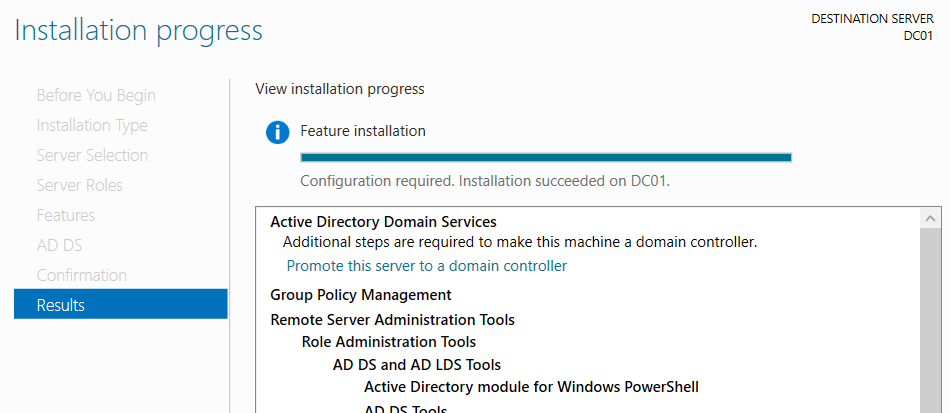 Installation progress
DESTINATION SERVER
DC01
Before You Begin
Installation Type
Server Selection
Server Roles
Features
AD DS
Confirmation
Results
View installation progress
Feature installation
Configuration required. Installation succeeded on DC01.
Active Directory Domain Services
Additional steps are required to make this machine a domain controller.
Promote this server to a domain controller
Group Policy Management
Remote Server Administration Tools
Role Administration Tools
AD DS and AD LDS Tools
Active Directory module for Windows PowerShell
AD DS Tools